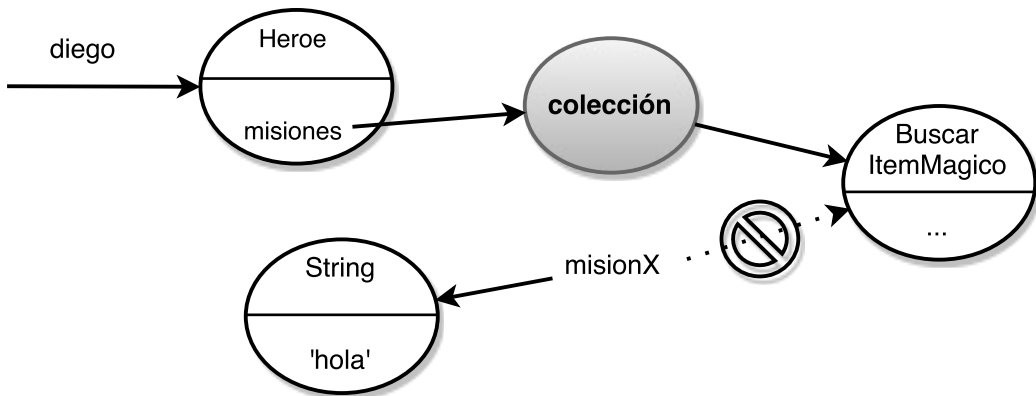 diego
Heroe
misiones
colección
Buscar
ItemMagico
...
misionX
String
'hola'